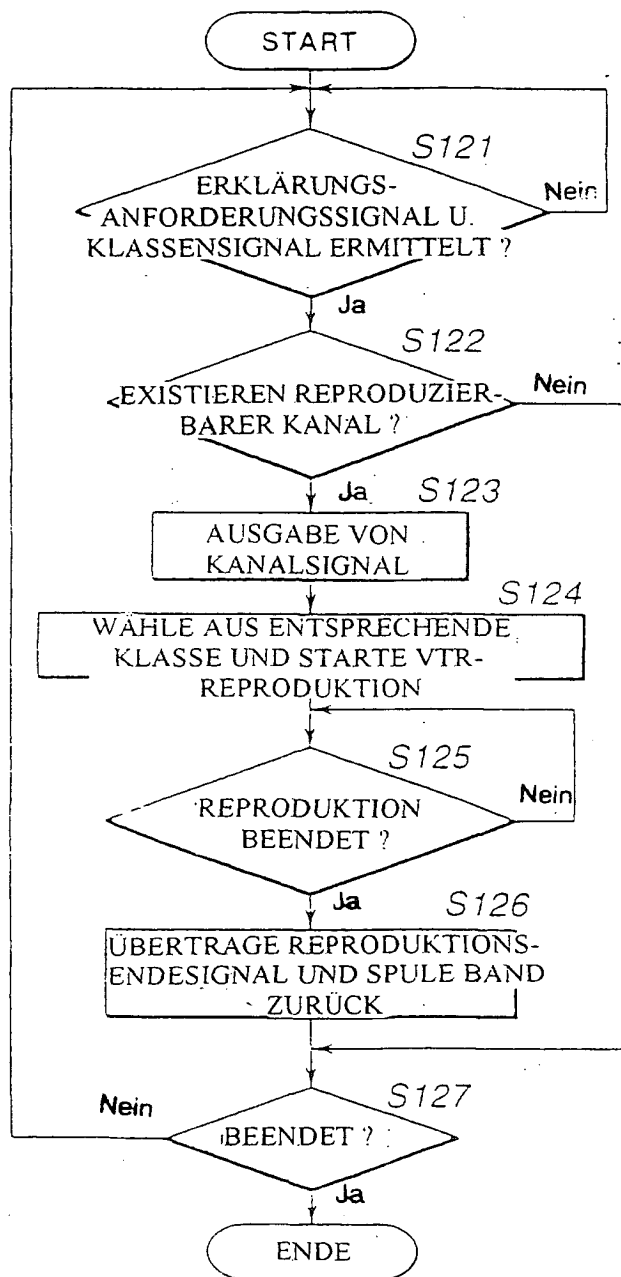 START
S121
ERKLÄRUNGS-
ANFORDERUNGSSIGNAL U.
KLASSENSIGNAL ERMITTELT ?
Nein
Ja
S122
EXISTIEREN REPRODUZIER-
BARER KANAL ?
Nein
Ja
S123
AUSGABE VON
KANALSIGNAL
S124
WÄHLE AUS ENTSPRECHENDE
KLASSE UND STARTE VTR-
REPRODUKTION
S125
REPRODUKTION
BEENDET ?
Nein
Ja
S126
ÜBERTRAGE REPRODUKTIONS-
ENDESIGNAL UND SPULE BAND
ZURÜCK
S127
BEENDET ?
Nein
Ja
ENDE